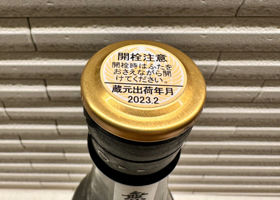 開栓注意
開栓時はふたを
おさえながら開
けてください。
蔵元出荷年月
2023.2